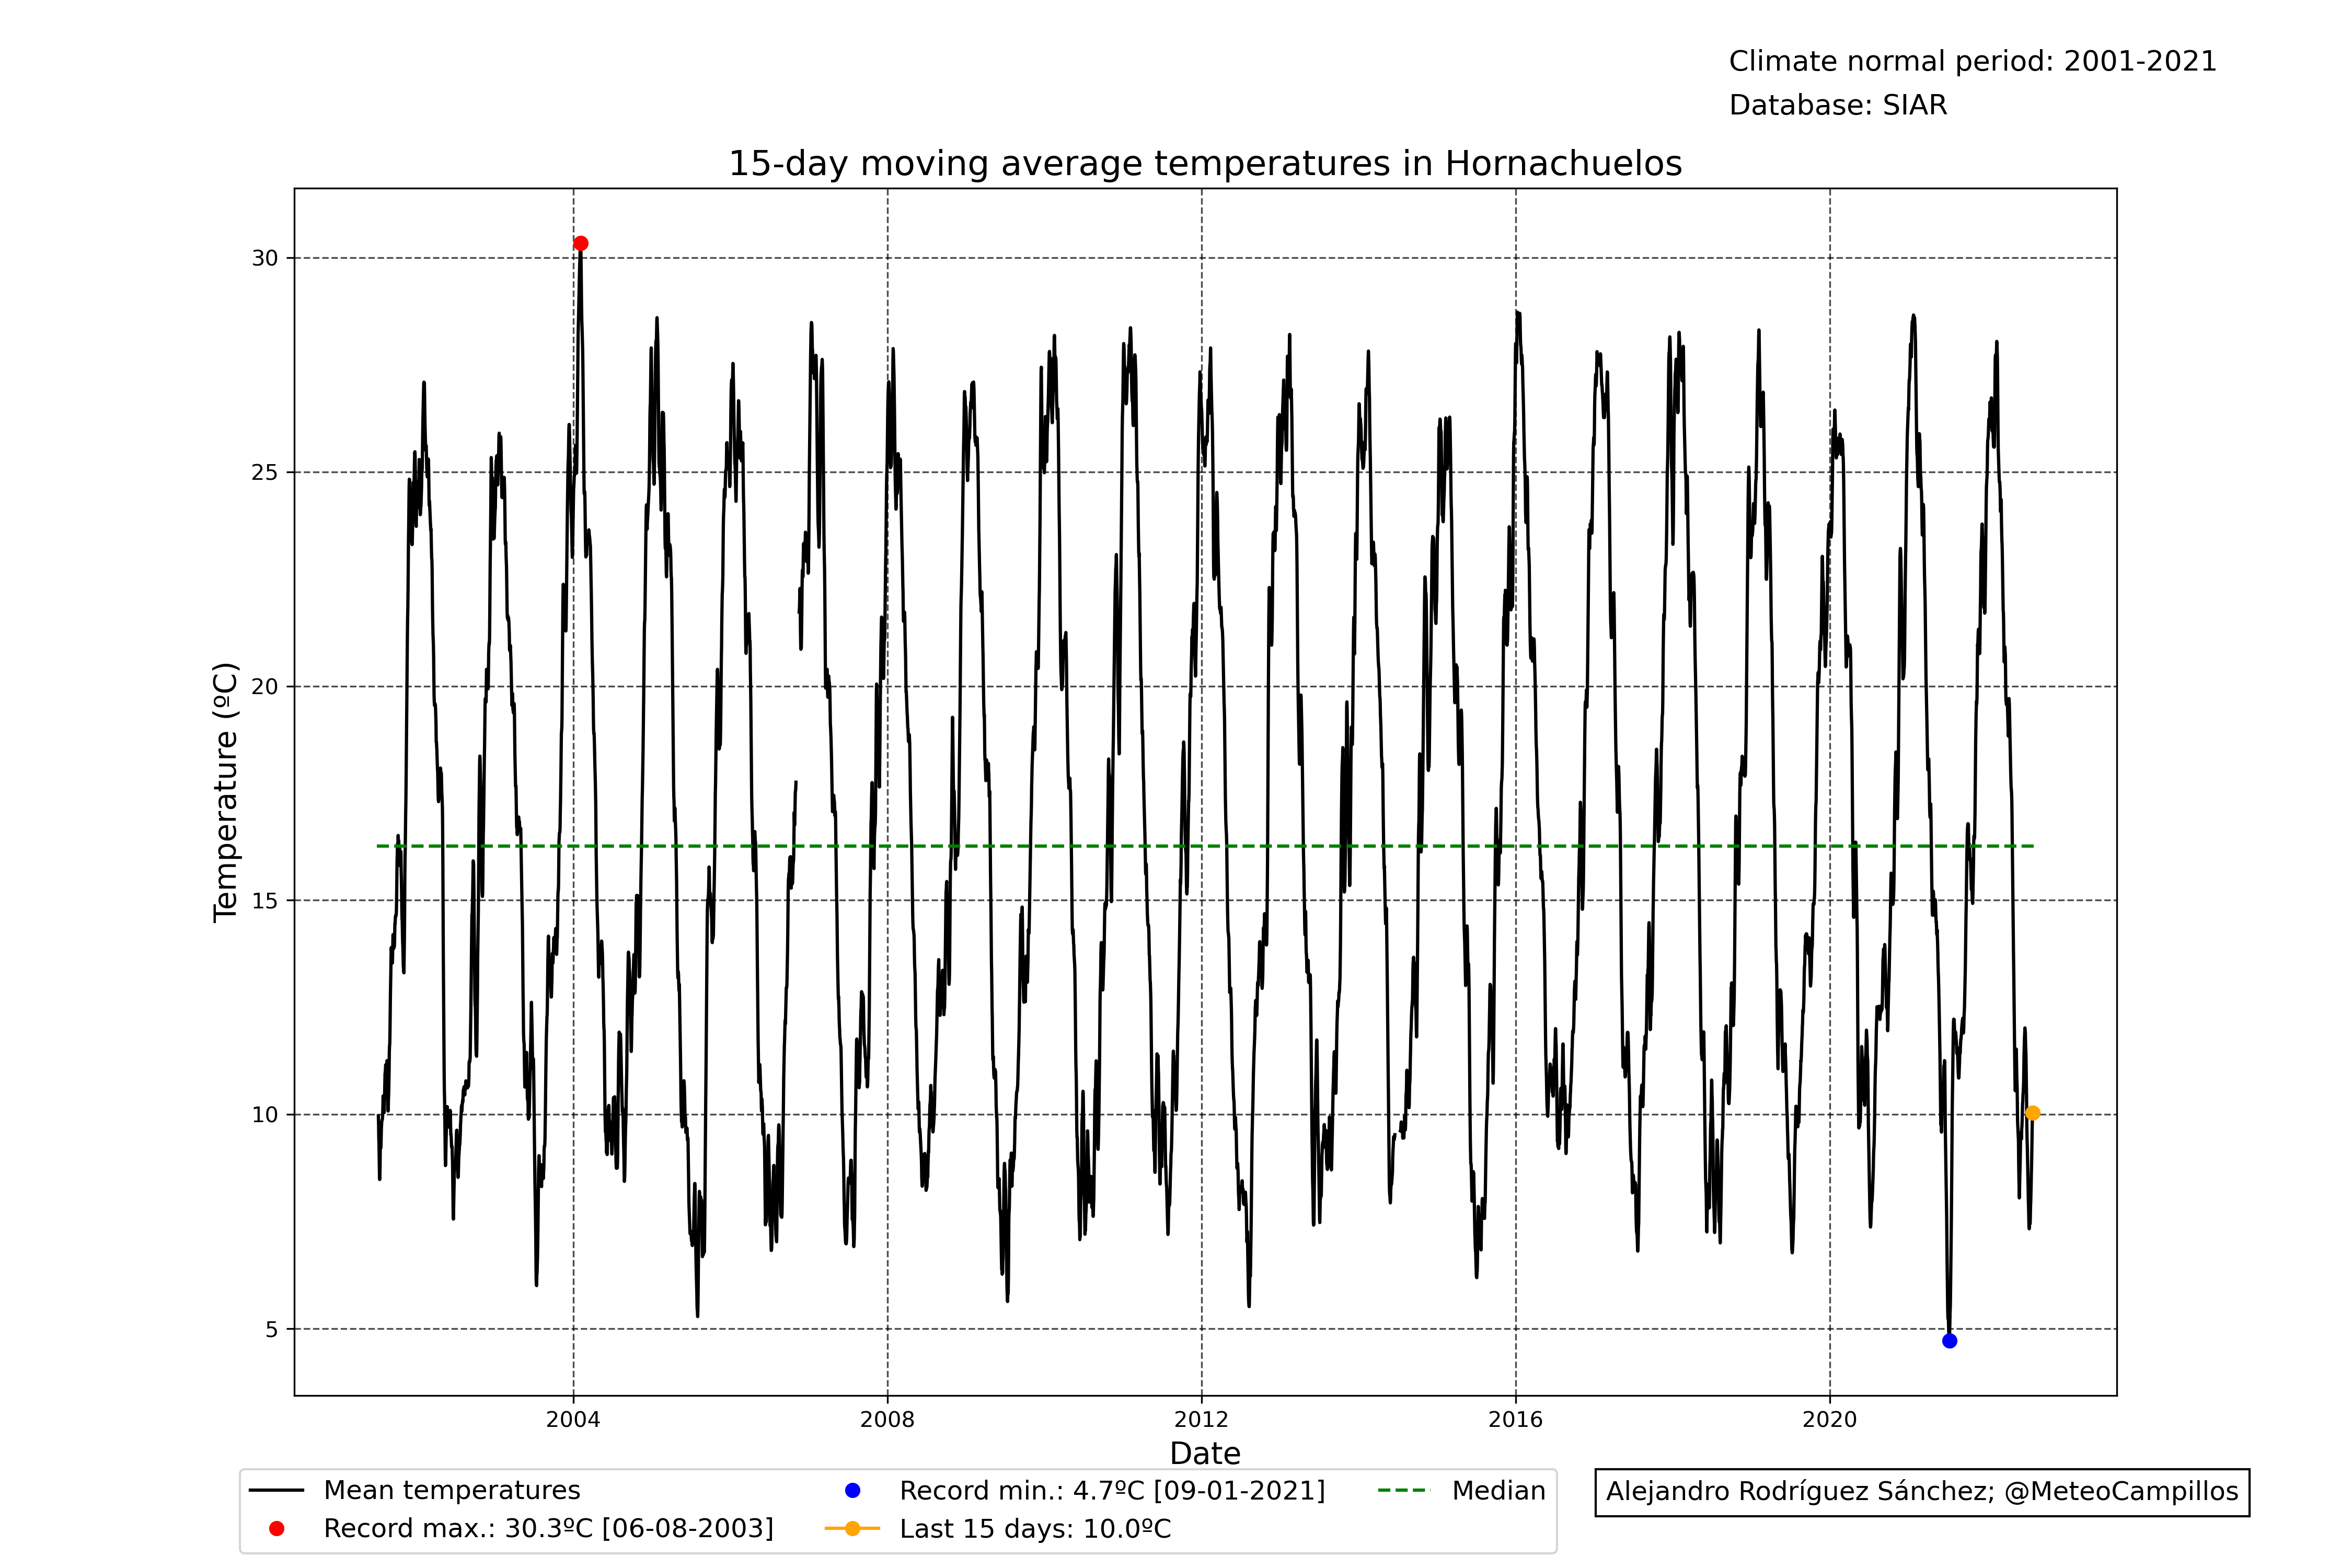 Climate normal period: 2001-2021
Database: SIAR
15-day moving average temperatures in Hornachuelos
30
25
20
15
10
5
Temperature (ºC)
2004 2008 2012 2016 2020
Date
Mean temperatures
Record max.: 30.3ºC [06-08-2003]
Record min.: 4.7ºC [09-01-2021]
Last 15 days: 10.0ºC
Median
Alejandro Rodríguez Sánchez; @MeteoCampillos